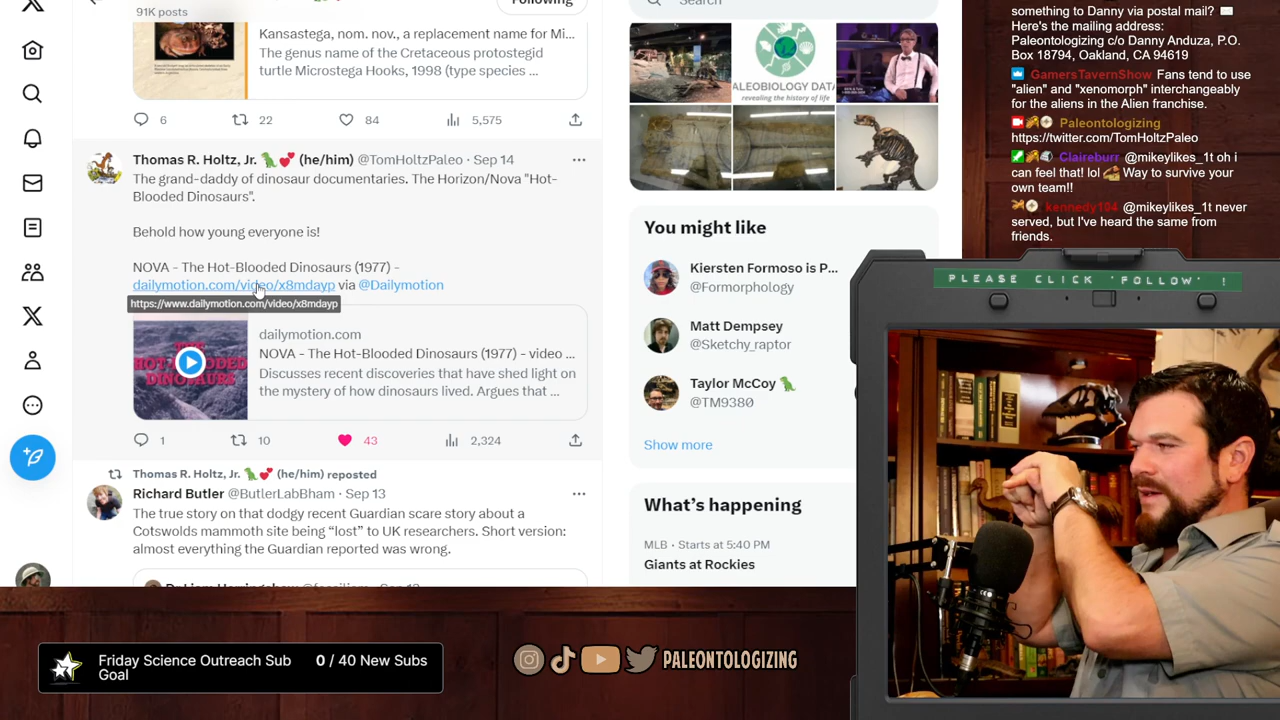 91K posts
Following
Search
Kansastega, nom. nov., a replacement name for Mi...
The genus name of the Cretaceous protostegid
turtle Microstega Hooks, 1998 (type species ...
6
22
84
5,575
Thomas R. Holtz, Jr. 🦖💕 (he/him) @TomHoltzPaleo · Sep 14
The grand-daddy of dinosaur documentaries. The Horizon/Nova "Hot-
Blooded Dinosaurs".
Behold how young everyone is!
NOVA - The Hot-Blooded Dinosaurs (1977) -
dailymotion.com/video/x8mdayp via @Dailymotion
https://www.dailymotion.com/video/x8mdayp
THE
HOT-BLOODED
DINOSAURS
dailymotion.com
NOVA - The Hot-Blooded Dinosaurs (1977) - video ...
Discusses recent discoveries that have shed light on
the mystery of how dinosaurs lived. Argues that ...
1
10
43
2,324
Thomas R. Holtz, Jr. 🦖💕 (he/him) reposted
Richard Butler @ButlerLabBham · Sep 13
The true story on that dodgy recent Guardian scare story about a
Cotswolds mammoth site being “lost” to UK researchers. Short version:
almost everything the Guardian reported was wrong.
ALEOBIOLOGY DAT
revealing the history of life
You might like
Kiersten Formoso is P...
@Formorphology
Matt Dempsey
@Sketchy_raptor
Taylor McCoy 🦖
@TM9380
Show more
What’s happening
MLB · Starts at 5:40 PM
Giants at Rockies
something to Danny via postal mail? ✉️
Here's the mailing address:
Paleontologizing c/o Danny Anduza, P.O.
Box 18794, Oakland, CA 94619
GamersTavernShow Fans tend to use
"alien" and "xenomorph" interchangeably
for the aliens in the Alien franchise.
Paleontologizing
https://twitter.com/TomHoltzPaleo
Claireburr @mikeylikes_1t oh i
can feel that! lol Way to survive your
own team!!
kennedy194 @mikeylikes_1t never
served, but I've heard the same from
friends.
PLEASE CLICK 'FOLLOW' !
Friday Science Outreach Sub
Goal
0 / 40 New Subs
PALEONTOLOGIZING